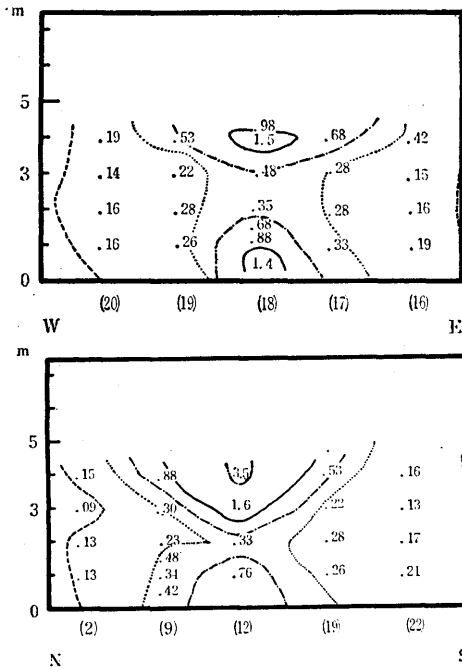 m
5
3
0
.98
.19 .53 1.5 .68 .42
.14 .22 .48 .28 .15
.16 .28 .35 .28 .16
.68
.16 .26 .88 .33 .19
1.4
(20) (19) (18) (17) (16)
W E
m
5
3
0
.15 .88 3.5 .53 .16
.09 .30 1.6 .22 .13
.13 .23 .33 .28 .17
.48
.13 .34 .76 .26 .21
.42
(2) (9) (12) (19) (22)
N S